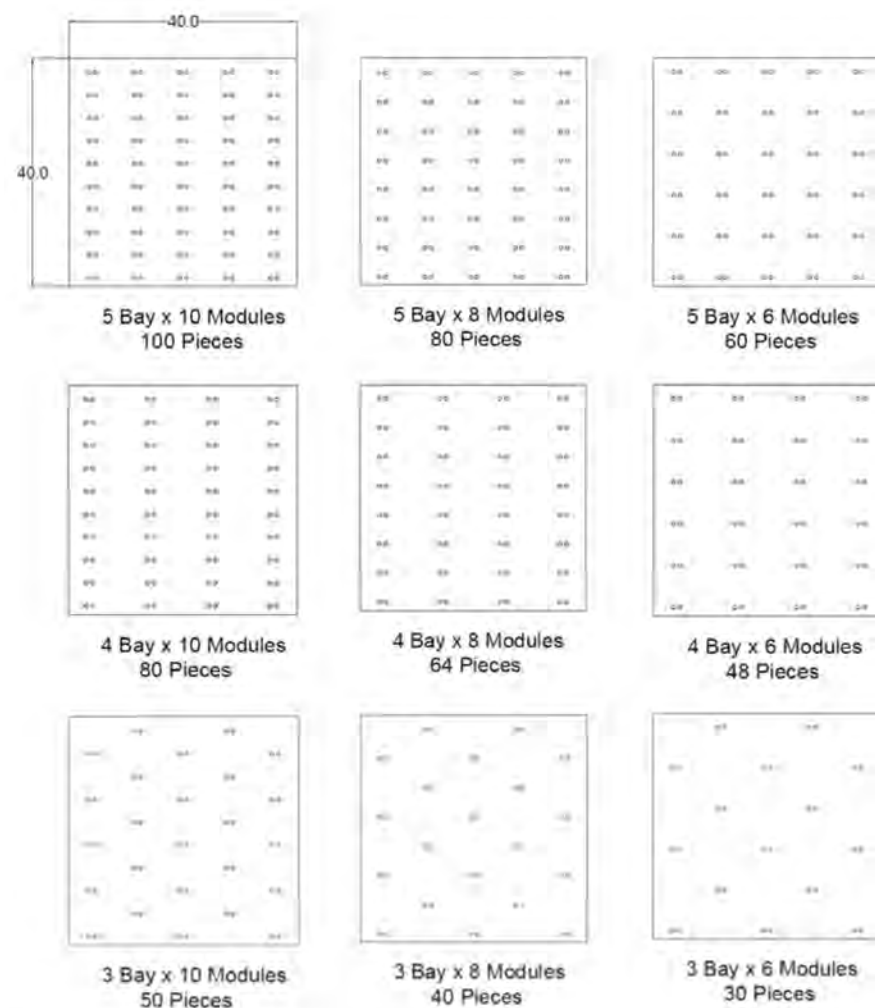 40.0
40.0
5 Bay x 10 Modules
100 Pieces
5 Bay x 8 Modules
80 Pieces
5 Bay x 6 Modules
60 Pieces
4 Bay x 10 Modules
80 Pieces
4 Bay x 8 Modules
64 Pieces
4 Bay x 6 Modules
48 Pieces
3 Bay x 10 Modules
50 Pieces
3 Bay x 8 Modules
40 Pieces
3 Bay x 6 Modules
30 Pieces